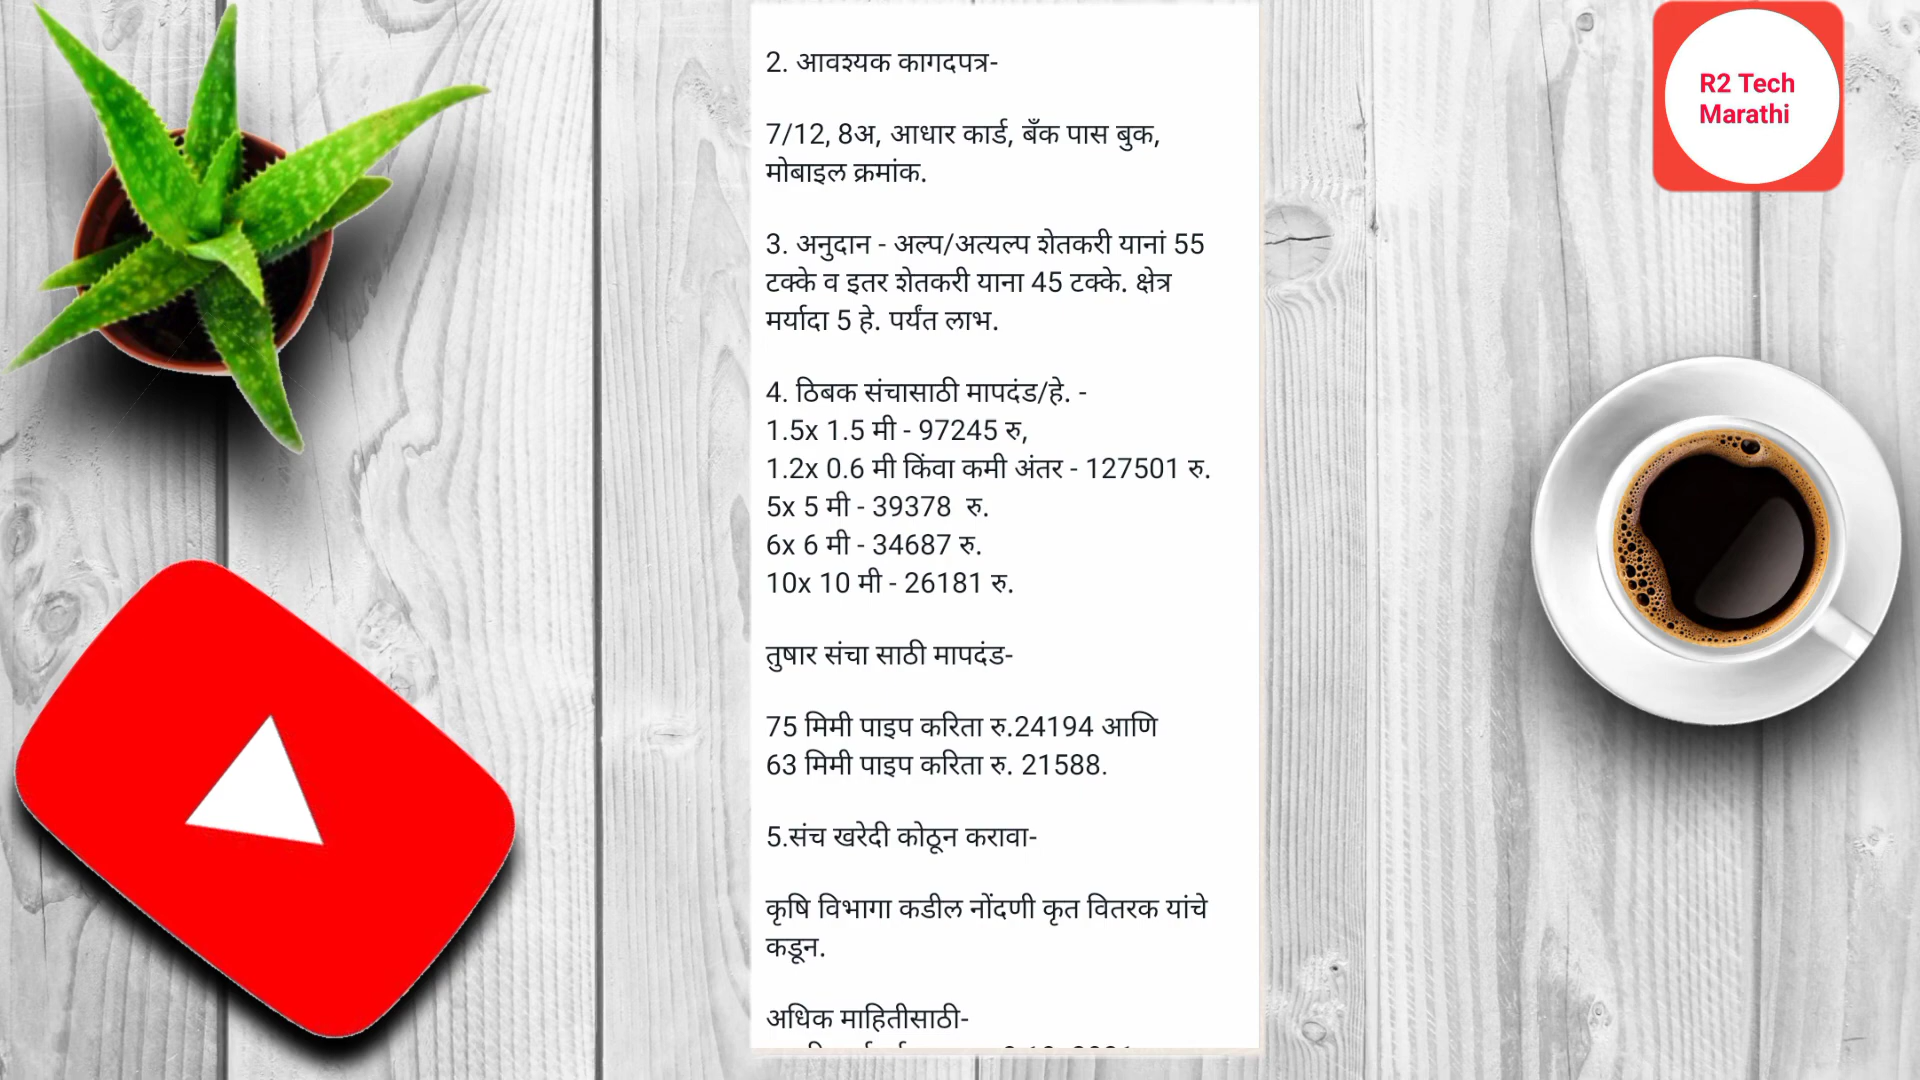 2. आवश्यक कागदपत्र-
7/12, 8अ, आधार कार्ड, बँक पास बुक,
मोबाइल क्रमांक.
3. अनुदान - अल्प/अत्यल्प शेतकरी यानां 55
टक्के व इतर शेतकरी याना 45 टक्के. क्षेत्र
मर्यादा 5 हे. पर्यंत लाभ.
4. ठिबक संचासाठी मापदंड/हे. -
1.5x 1.5 मी - 97245 रु,
1.2x 0.6 मी किंवा कमी अंतर - 127501 रु.
5x 5 मी - 39378  रु.
6x 6 मी - 34687 रु.
10x 10 मी - 26181 रु.
तुषार संचा साठी मापदंड-
75 मिमी पाइप करिता रु.24194 आणि
63 मिमी पाइप करिता रु. 21588.
5.संच खरेदी कोठून करावा-
कृषि विभागा कडील नोंदणी कृत वितरक यांचे
कडून.
अधिक माहितीसाठी-
R2 Tech
Marathi